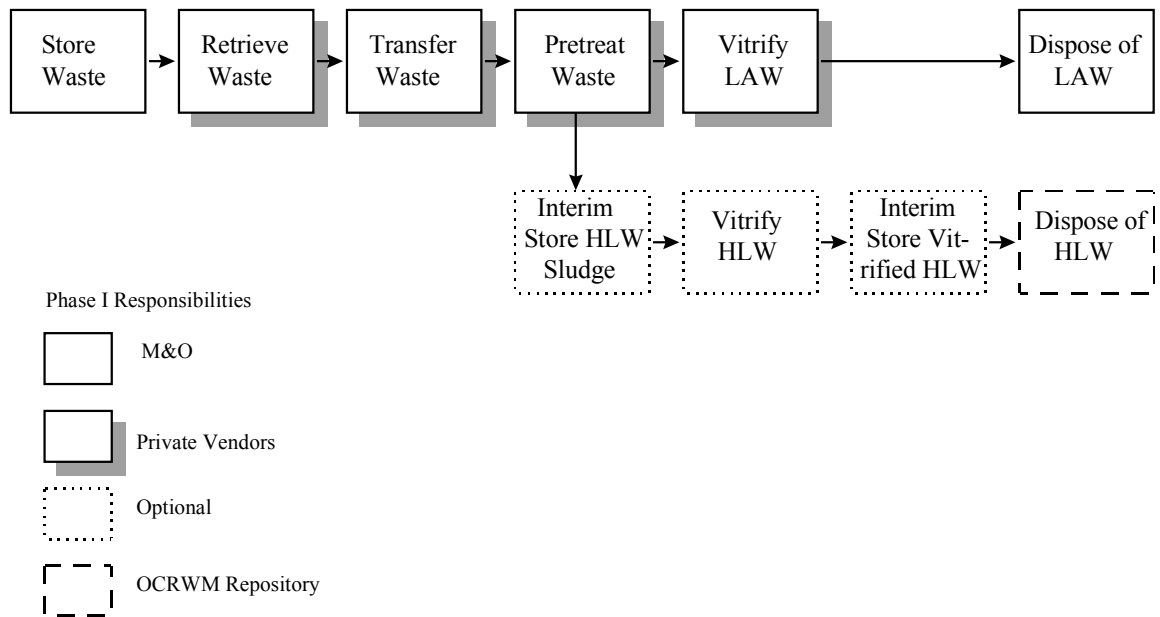 Store
Waste
Retrieve
Waste
Transfer
Waste
Pretreat
Waste
Vitrify
LAW
Dispose of
LAW
Interim
Store HLW
Sludge
Vitrify
HLW
Interim
Store Vit-
rified HLW
Dispose of
HLW
Phase I Responsibilities
M&O
Private Vendors
Optional
OCRWM Repository